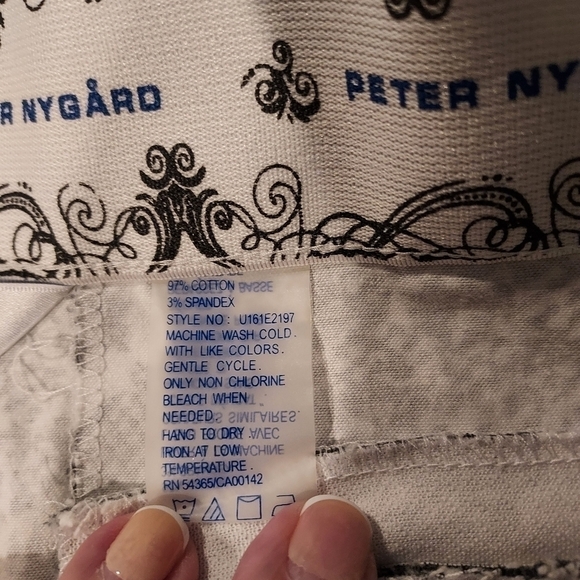 R NYGÅRD PETER NY
97% COTTON
3% SPANDEX
STYLE NO: U161E2197
MACHINE WASH COLD.
WITH LIKE COLORS.
GENTLE CYCLE.
ONLY NON CHLORINE
BLEACH WHEN
NEEDED.
HANG TO DRY.
IRON AT LOW
TEMPERATURE.
RN 54365/CA00142